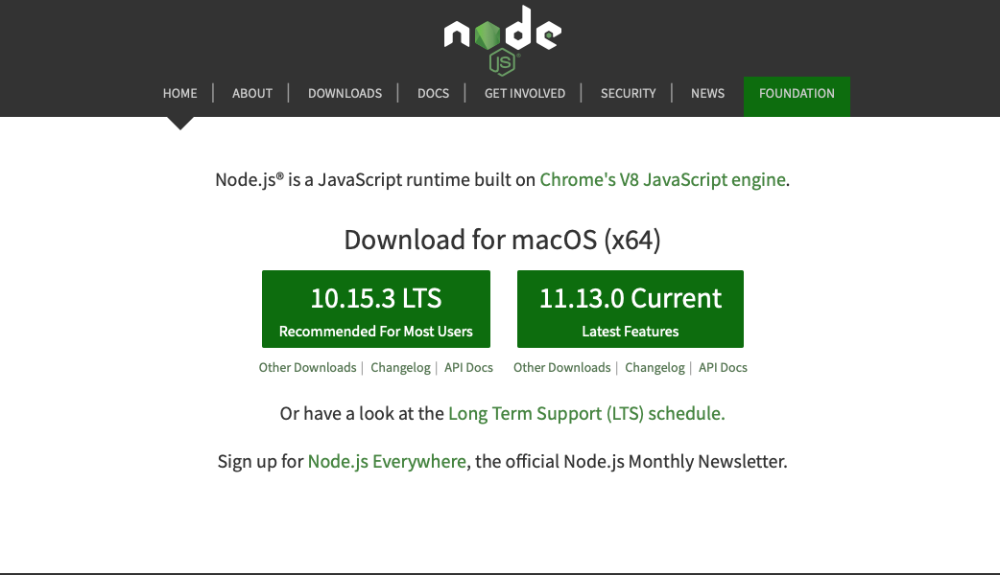 node
JS
HOME | ABOUT | DOWNLOADS | DOCS | GET INVOLVED | SECURITY | NEWS FOUNDATION
Node.js® is a JavaScript runtime built on Chrome's V8 JavaScript engine.
Download for macOS (x64)
10.15.3 LTS
Recommended For Most Users
11.13.0 Current
Latest Features
Other Downloads | Changelog | API Docs
Other Downloads | Changelog | API Docs
Or have a look at the Long Term Support (LTS) schedule.
Sign up for Node.js Everywhere, the official Node.js Monthly Newsletter.